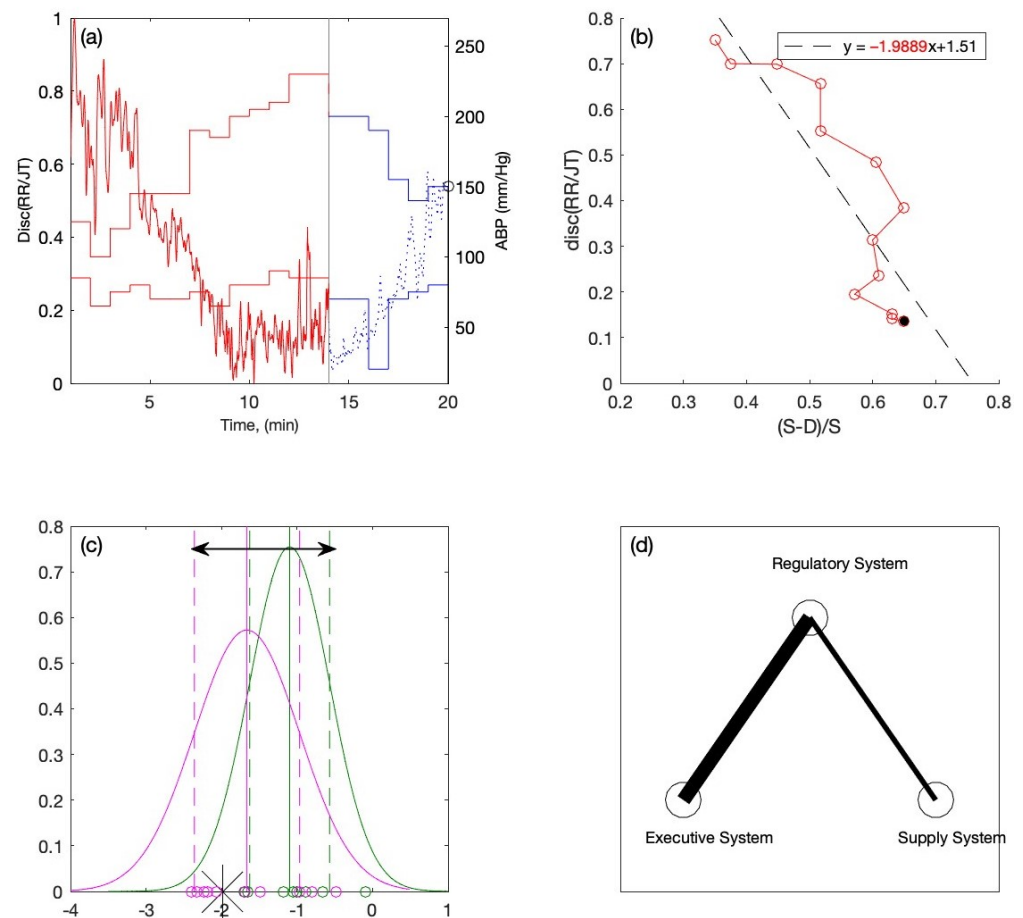 (a)
1
0.8
0.6
0.4
0.2
0
Disc(RR/JT)
250
200
150
100
50
ABP (mm/Hg)
5 10 15 20
Time, (min)
(b)
y = −1.9889x+1.51
0.8
0.7
0.6
0.5
0.4
0.3
0.2
0.1
0
disc(RR/JT)
0.2 0.3 0.4 0.5 0.6 0.7 0.8
(S-D)/S
(c)
0.8
0.7
0.6
0.5
0.4
0.3
0.2
0.1
0
-4 -3 -2 -1 0 1
(d)
Regulatory System
Executive System
Supply System